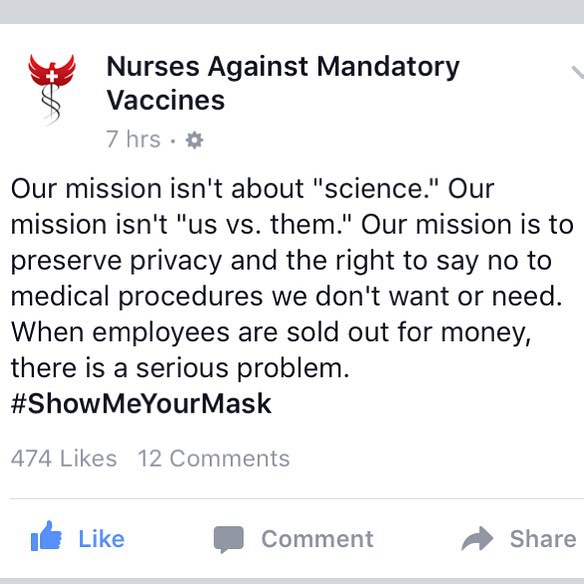 Nurses Against Mandatory
Vaccines
7 hrs ·
Our mission isn't about "science." Our
mission isn't "us vs. them." Our mission is to
preserve privacy and the right to say no to
medical procedures we don't want or need.
When employees are sold out for money,
there is a serious problem.
#ShowMeYourMask
474 Likes 12 Comments
Like Comment Share